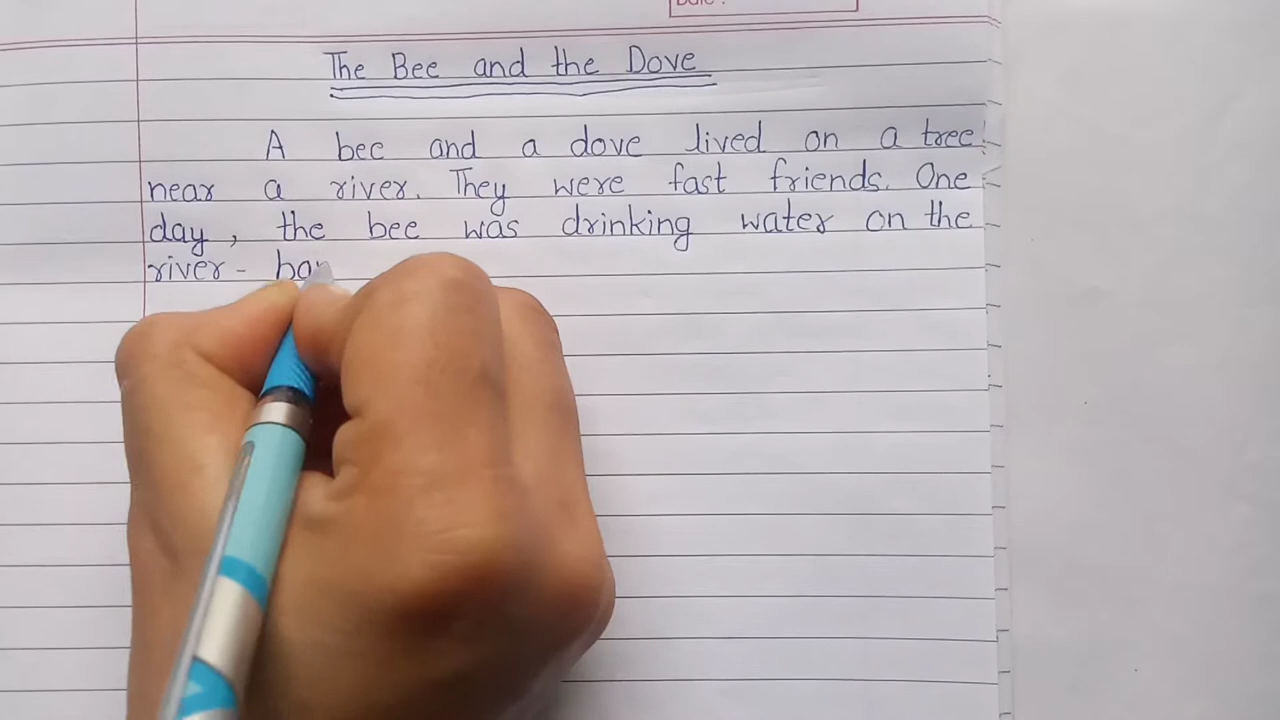 The Bee and the Dove
A bee and a dove lived on a tree
near a river. They were fast friends. One
day, the bee was drinking water on the
river-